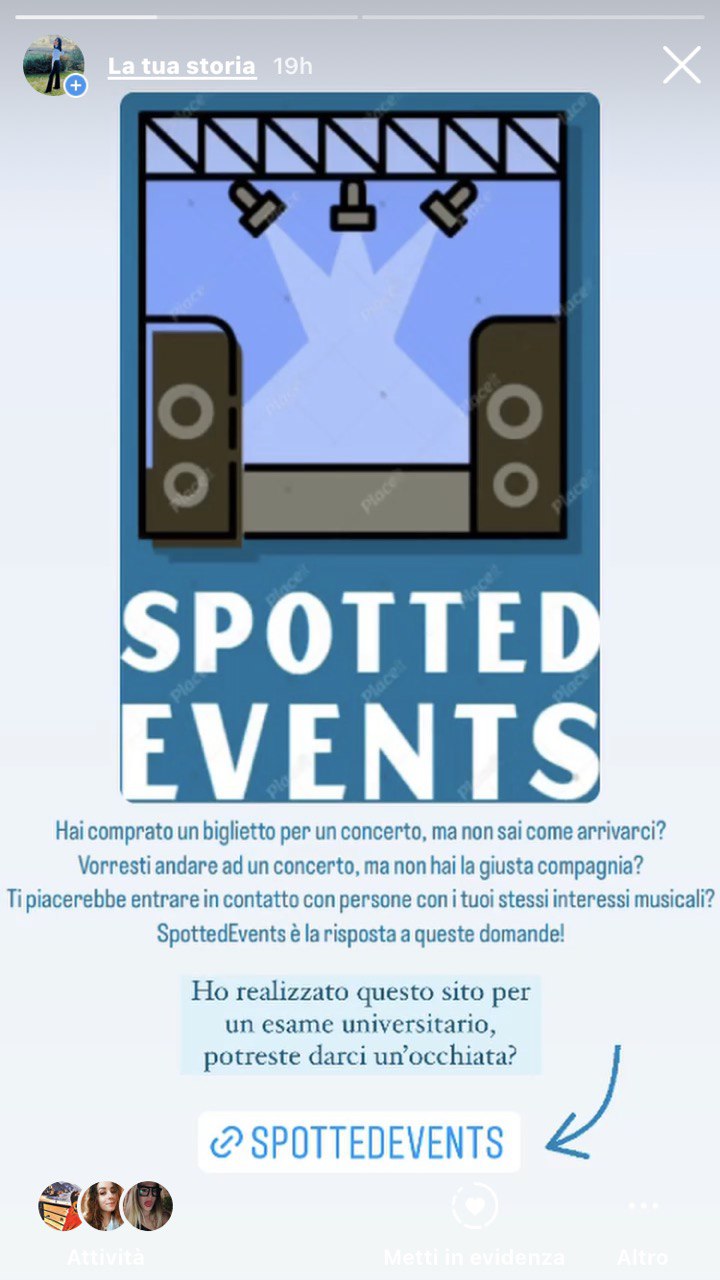 La tua storia 19h
SPOTTED
EVENTS
Hai comprato un biglietto per un concerto, ma non sai come arrivarci?
Vorresti andare ad un concerto, ma non hai la giusta compagnia?
Ti piacerebbe entrare in contatto con persone con i tuoi stessi interessi musicali?
SpottedEvents è la risposta a queste domande!
Ho realizzato questo sito per
un esame universitario,
potreste darci un'occhiata?
SPOTTEDEVENTS
Attività Metti in evidenza Altro